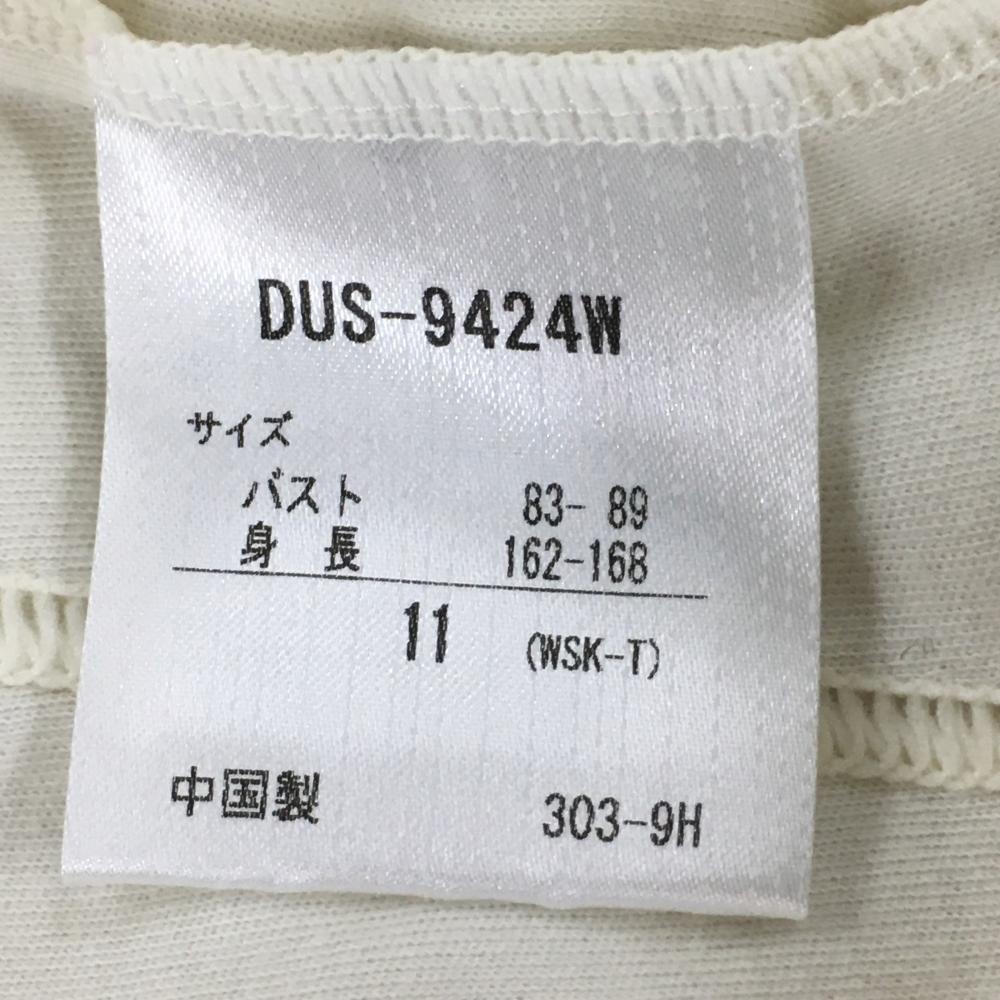 DUS-9424W
サイズ
バスト 83- 89
身 長 162-168
11 (WSK-T)
中国製 303-9H